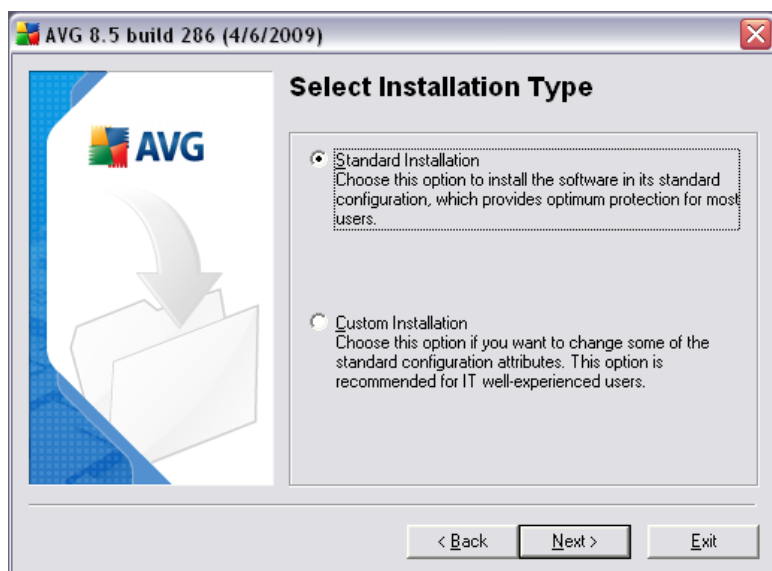 AVG 8.5 build 286 (4/6/2009)
AVG
Select Installation Type
Standard Installation
Choose this option to install the software in its standard
configuration, which provides optimum protection for most
users.
Custom Installation
Choose this option if you want to change some of the
standard configuration attributes. This option is
recommended for IT well-experienced users.
< Back
Next >
Exit